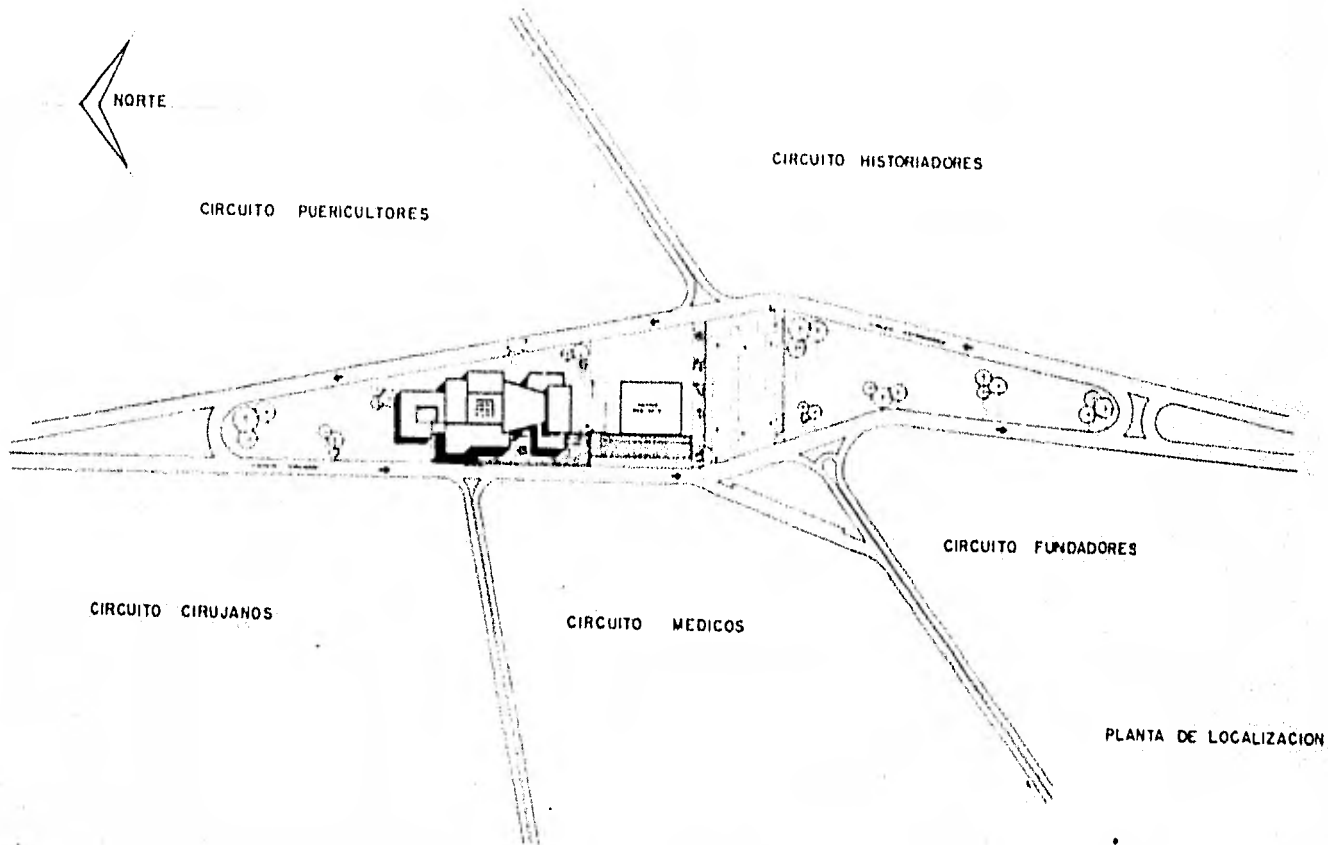 NORTE
CIRCUITO HISTORIADORES
CIRCUITO PUERICULTORES
CIRCUITO FUNDADORES
CIRCUITO CIRUJANOS
CIRCUITO MEDICOS
PLANTA DE LOCALIZACION